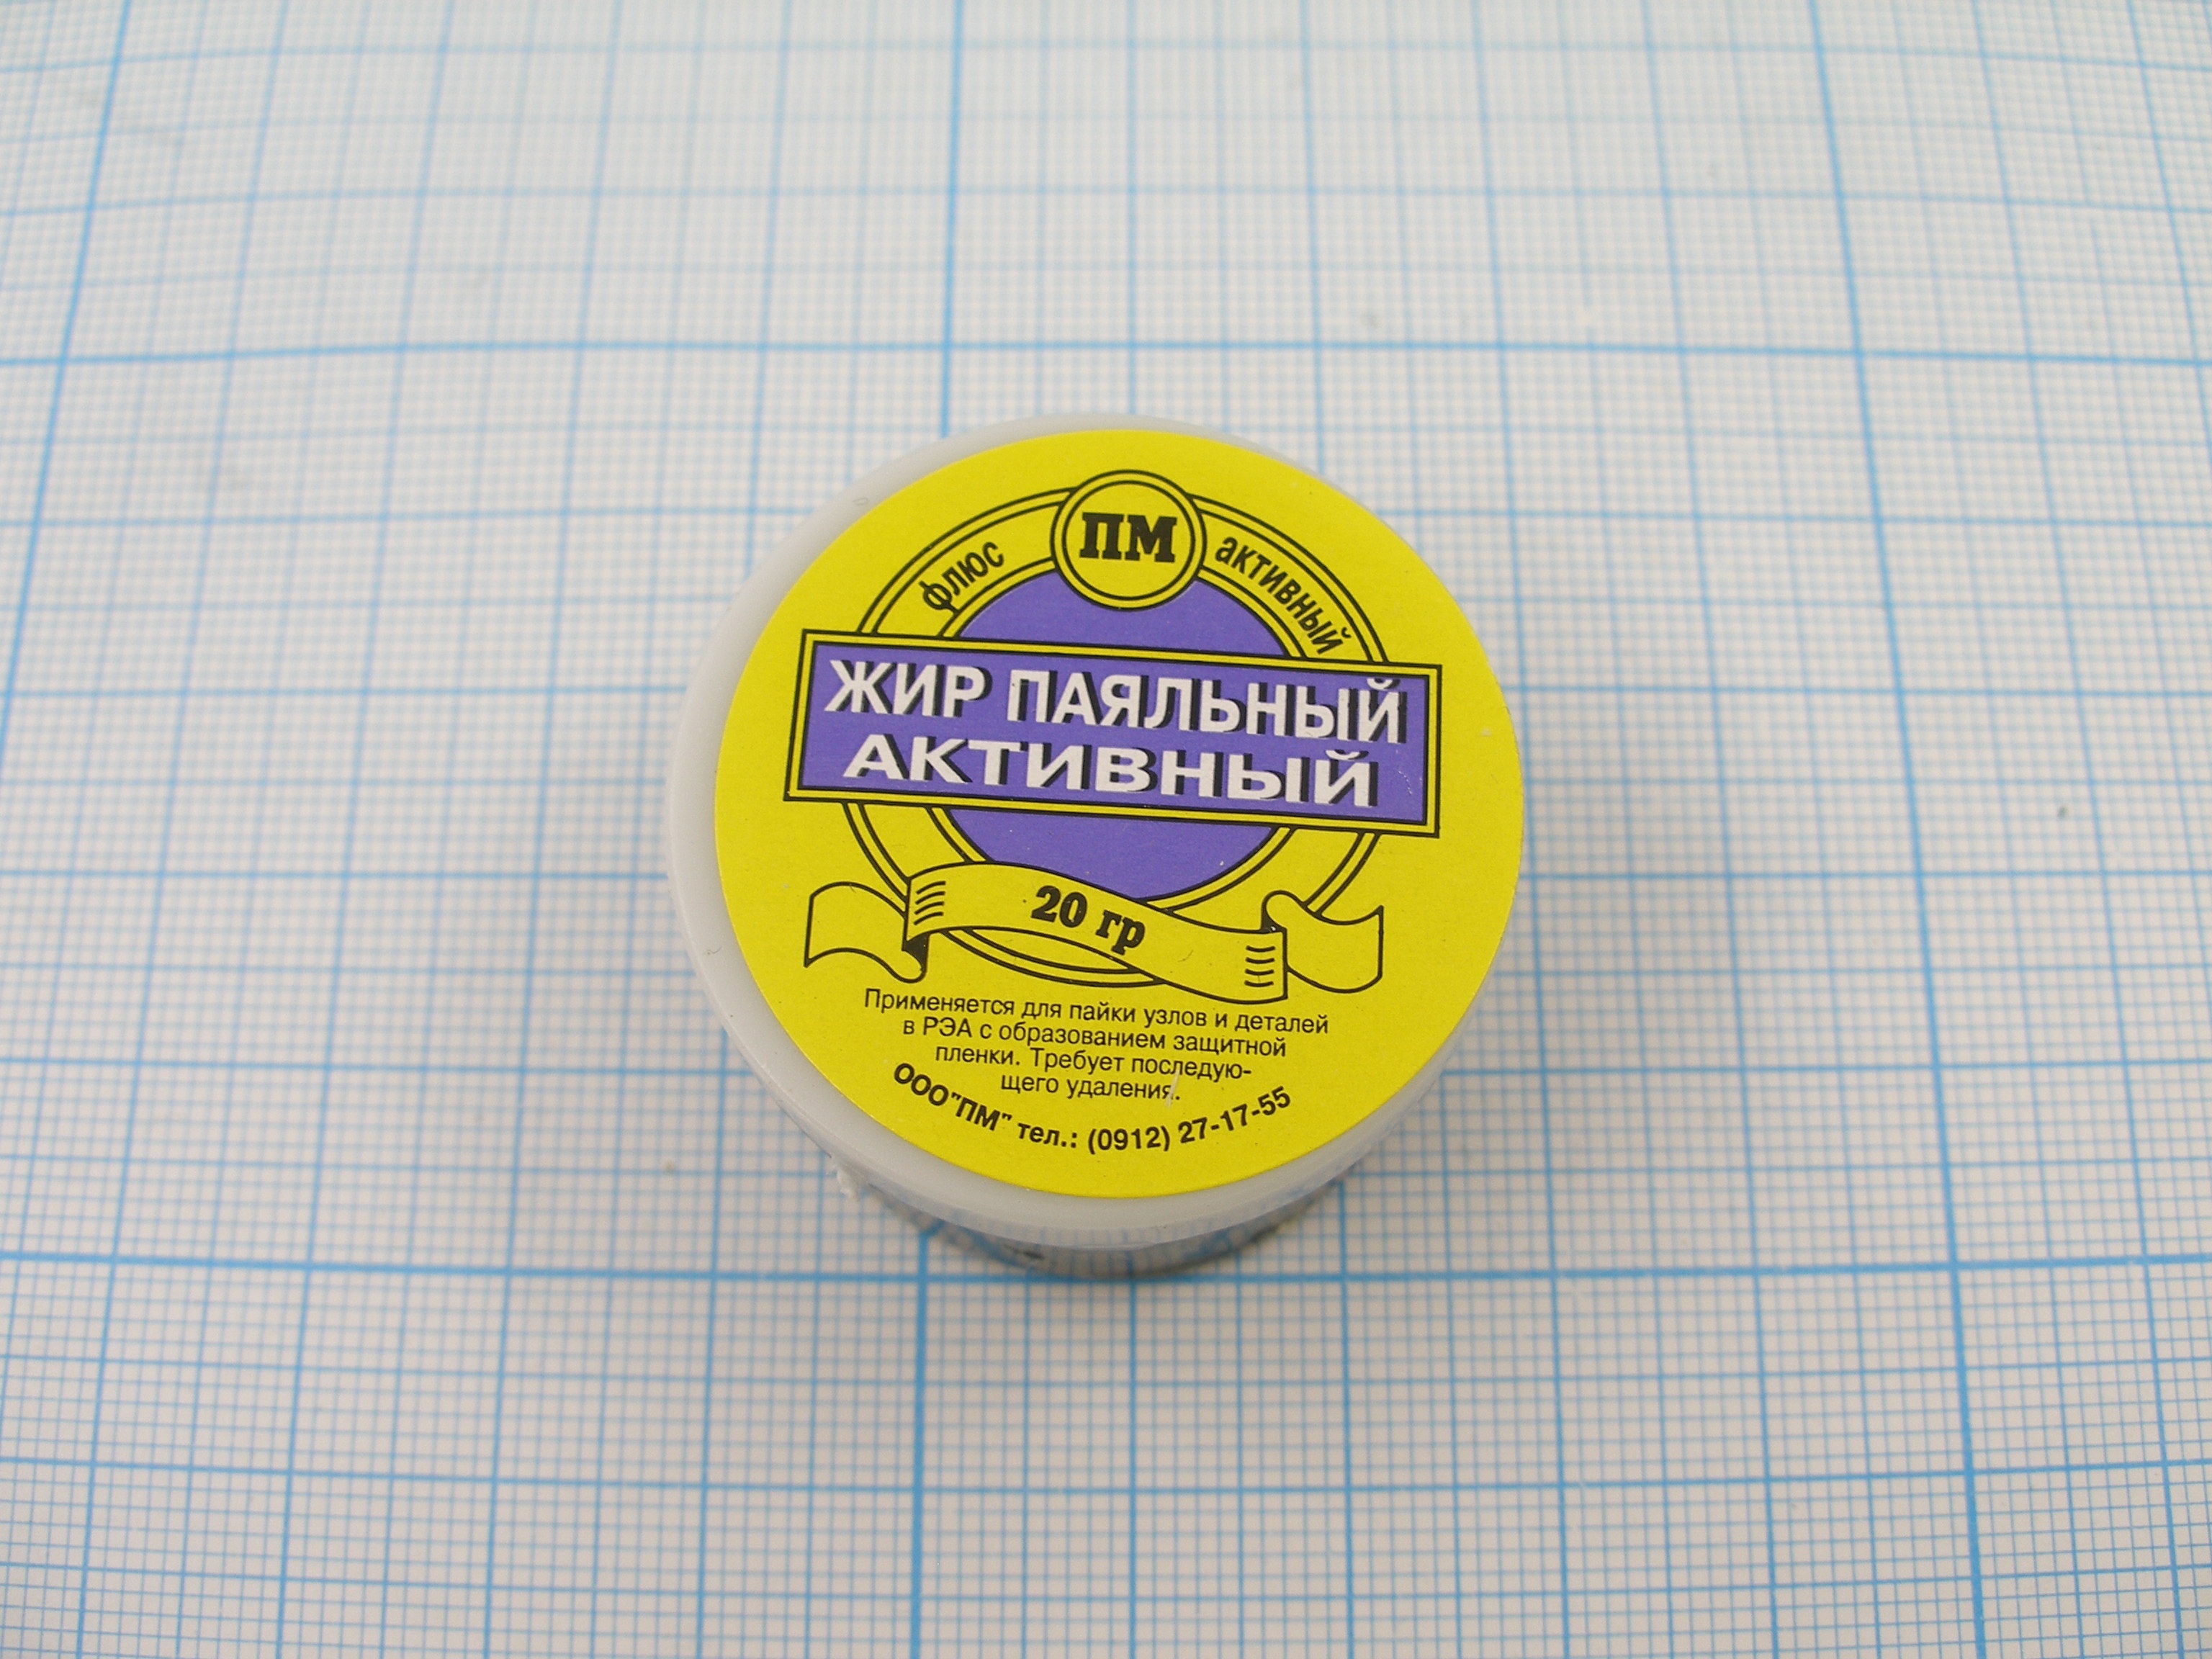 ПМ
флюс активный
ЖИР ПАЯЛЬНЫЙ
АКТИВНЫЙ
20 гр
Применяется для пайки узлов и деталей
в РЭА с образованием защитной
пленки. Требует последую-
щего удаления.
ООО"ПМ" тел.: (0912) 27-17-55